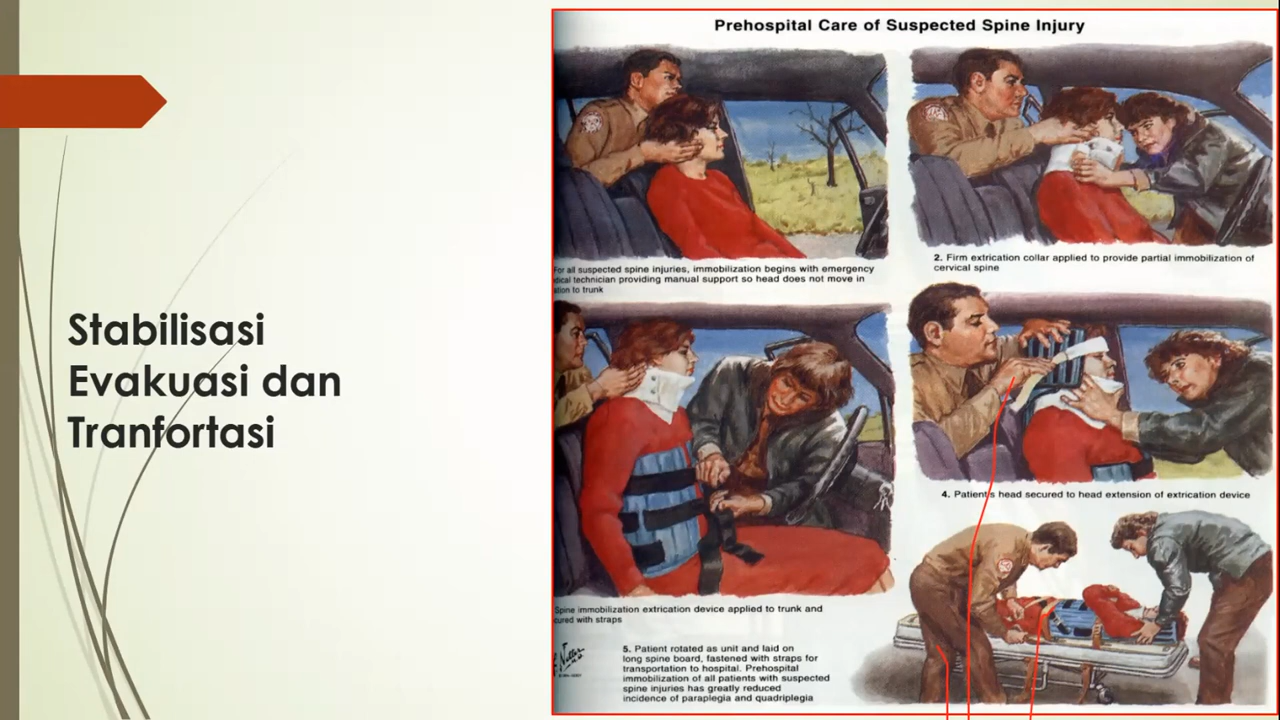 Stabilisasi
Evakuasi dan
Tranfortasi
Prehospital Care of Suspected Spine Injury
For all suspected spine injuries, immobilization begins with emergency
dical technician providing manual support so head does not move in
ation to trunk
2. Firm extrication collar applied to provide partial immobilization of
cervical spine
Spine immobilization extrication device applied to trunk and
cured with straps
4. Patient's head secured to head extension of extrication device
5. Patient rotated as unit and laid on
long spine board, fastened with straps for
transportation to hospital. Prehospital
immobilization of all patients with suspected
spine injuries has greatly reduced
incidence of paraplegia and quadriplegia